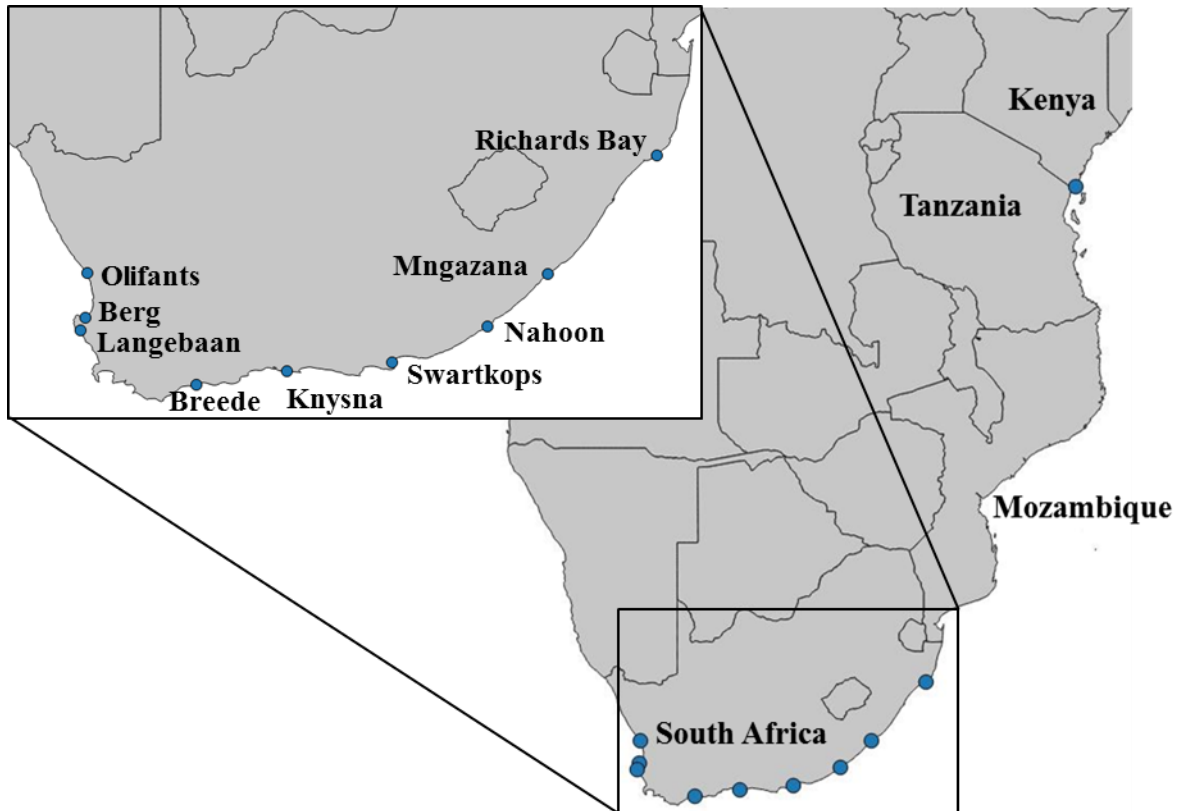 Kenya
Richards Bay
Tanzania
Olifants
Mngazana
Berg
Langebaan
Nahoon
Swartkops
Breede
Knysna
Mozambique
South Africa